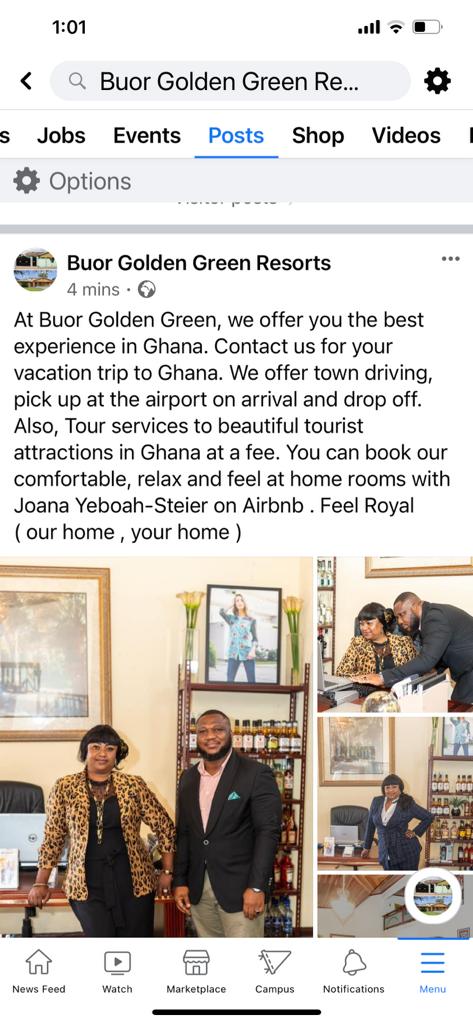 1:01
Buor Golden Green Re...
s Jobs Events Posts Shop Videos
Options
Visitor posts
Buor Golden Green Resorts
4 mins ·
At Buor Golden Green, we offer you the best
experience in Ghana. Contact us for your
vacation trip to Ghana. We offer town driving,
pick up at the airport on arrival and drop off.
Also, Tour services to beautiful tourist
attractions in Ghana at a fee. You can book our
comfortable, relax and feel at home rooms with
Joana Yeboah-Steier on Airbnb . Feel Royal
( our home , your home )
News Feed Watch Marketplace Campus Notifications Menu